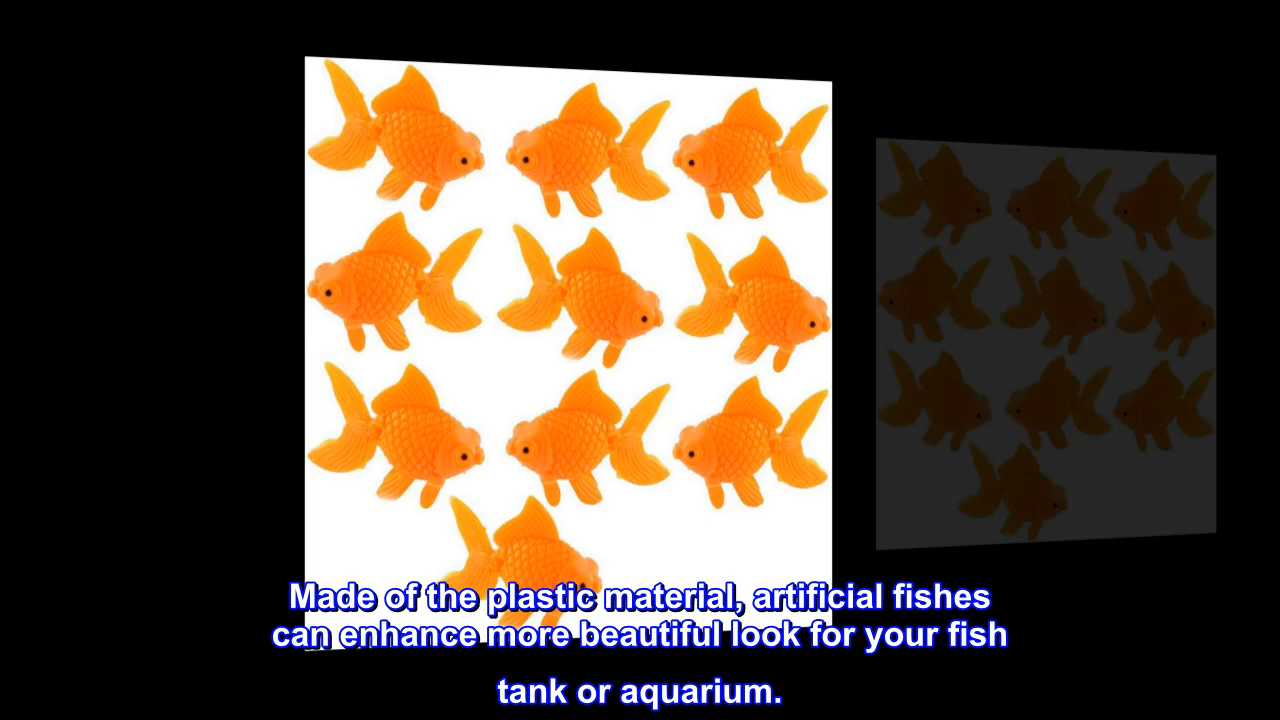 Made of the plastic material, artificial fishes
can enhance more beautiful look for your fish
tank or aquarium.